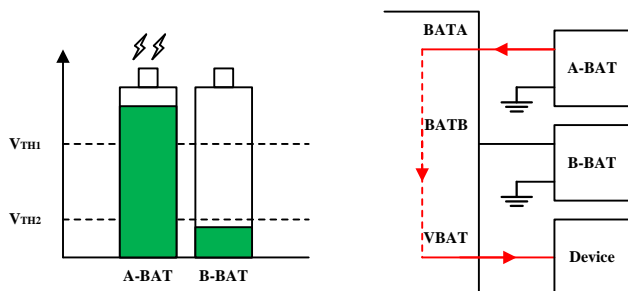 VTH1
VTH2
A-BAT
B-BAT
BATA
BATB
VBAT
A-BAT
B-BAT
Device